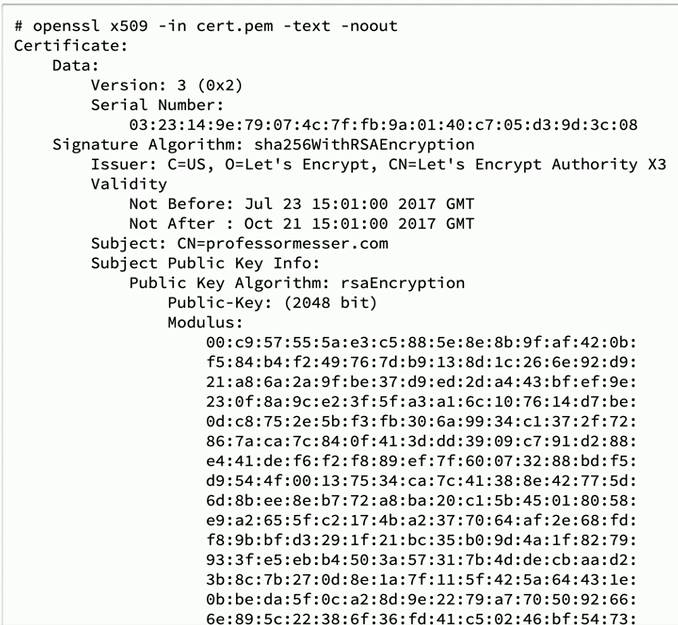 # openssl x509 -in cert.pem -text -noout
Certificate:
Data:
Version: 3 (0x2)
Serial Number:
03:23:14:9e:79:07:4c:7f:fb:9a:01:40:c7:05:d3:9d:3c:08
Signature Algorithm: sha256WithRSAEncryption
Issuer: C=US, O=Let's Encrypt, CN=Let's Encrypt Authority X3
Validity
Not Before: Jul 23 15:01:00 2017 GMT
Not After : Oct 21 15:01:00 2017 GMT
Subject: CN=professormesser.com
Subject Public Key Info:
Public Key Algorithm: rsaEncryption
Public-Key: (2048 bit)
Modulus:
00:c9:57:55:5a:e3:c5:88:5e:8e:8b:9f:af:42:0b:
f5:84:b4:f2:49:76:7d:b9:13:8d:1c:26:6e:92:d9:
21:a8:6a:2a:9f:be:37:d9:ed:2d:a4:43:bf:ef:9e:
23:0f:8a:9c:e2:3f:5f:a3:a1:6c:10:76:14:d7:be:
0d:c8:75:2e:5b:f3:fb:30:6a:99:34:c1:37:2f:72:
86:7a:ca:7c:84:0f:41:3d:dd:39:09:c7:91:d2:88:
e4:41:de:f6:f2:f8:89:ef:7f:60:07:32:88:bd:f5:
d9:54:4f:00:13:75:34:ca:7c:41:38:8e:42:77:5d:
6d:8b:ee:8e:b7:72:a8:ba:20:c1:5b:45:01:80:58:
e9:a2:65:5f:c2:17:4b:a2:37:70:64:af:2e:68:fd:
f8:9b:bf:d3:29:1f:21:bc:35:b0:9d:4a:1f:82:79:
93:3f:e5:eb:b4:50:3a:57:31:7b:4d:de:cb:aa:d2:
3b:8c:7b:27:0d:8e:1a:7f:11:5f:42:5a:64:43:1e:
0b:be:da:5f:0c:a2:8d:9e:22:79:a7:70:50:92:66:
6e:89:5c:22:38:6f:36:fd:41:c5:02:46:bf:54:73: